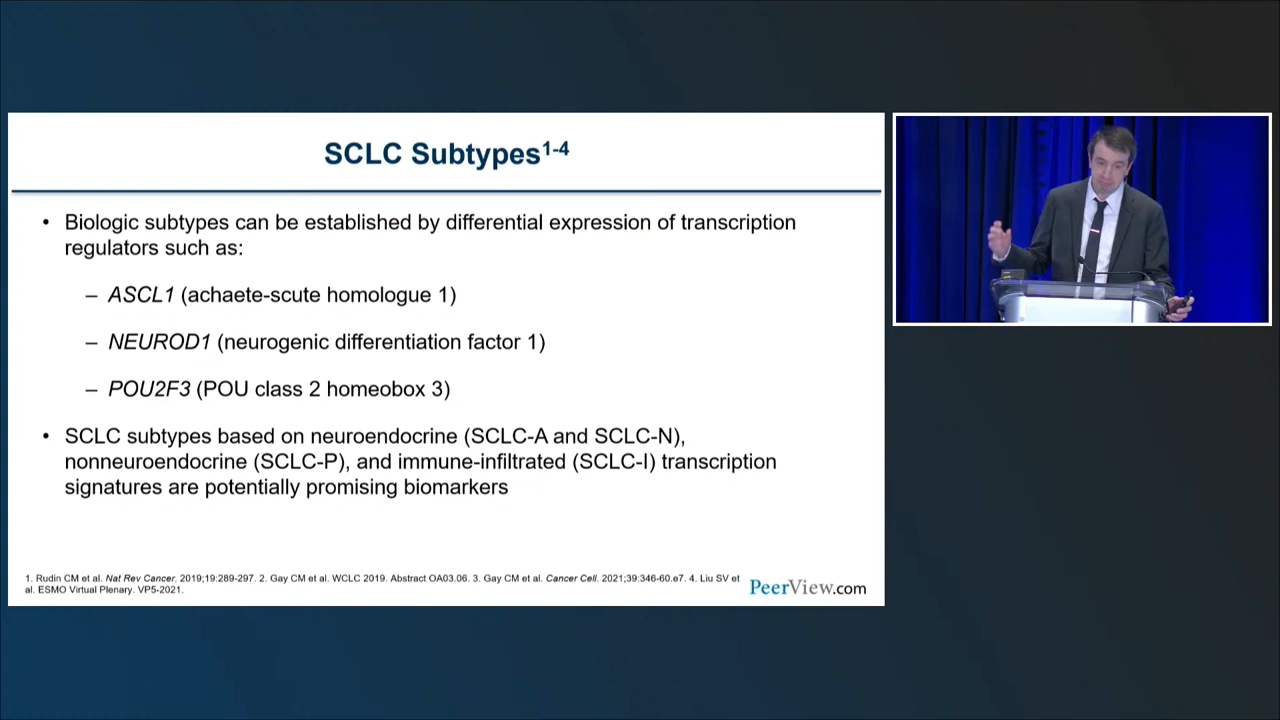 SCLC Subtypes1-4
• Biologic subtypes can be established by differential expression of transcription
regulators such as:
– ASCL1 (achaete-scute homologue 1)
– NEUROD1 (neurogenic differentiation factor 1)
– POU2F3 (POU class 2 homeobox 3)
• SCLC subtypes based on neuroendocrine (SCLC-A and SCLC-N),
nonneuroendocrine (SCLC-P), and immune-infiltrated (SCLC-I) transcription
signatures are potentially promising biomarkers
1. Rudin CM et al. Nat Rev Cancer. 2019;19:289-297. 2. Gay CM et al. WCLC 2019. Abstract OA03.06. 3. Gay CM et al. Cancer Cell. 2021;39:346-60.e7. 4. Liu SV et
al. ESMO Virtual Plenary. VP5-2021.
PeerView.com